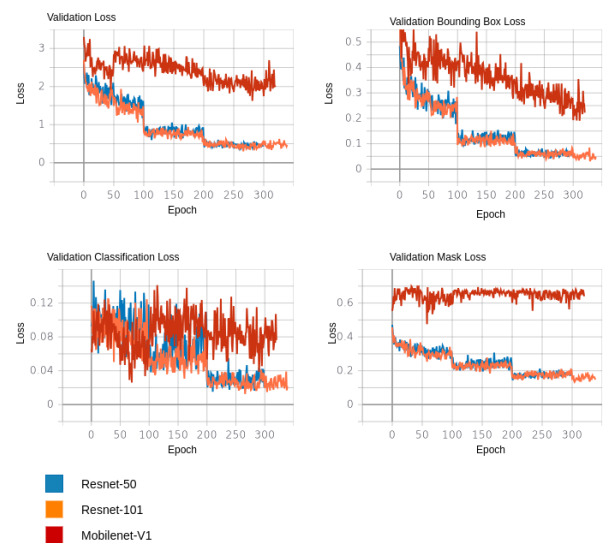 Validation Loss
Loss
3
2
1
0
0 50 100 150 200 250 300
Epoch
Validation Bounding Box Loss
Loss
0.5
0.4
0.3
0.2
0.1
0
0 50 100 150 200 250 300
Epoch
Validation Classification Loss
Loss
0.12
0.08
0.04
0
0 50 100 150 200 250 300
Epoch
Validation Mask Loss
Loss
0.6
0.4
0.2
0
0 50 100 150 200 250 300
Epoch
Resnet-50
Resnet-101
Mobilenet-V1